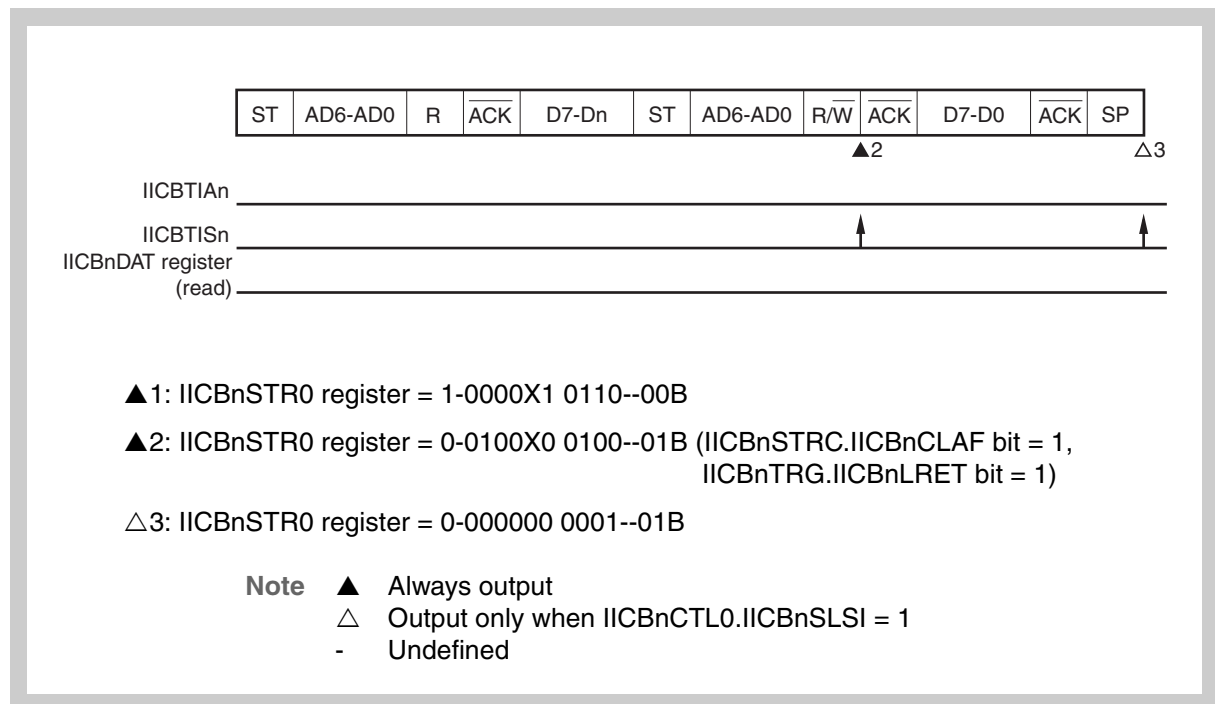 ST AD6-AD0 R ACK D7-Dn ST AD6-AD0 R/W ACK D7-D0 ACK SP
▲2 △3
IICBTIAn
IICBTISn
IICBnDAT register
(read)
▲1: IICBnSTR0 register = 1-0000X1 0110--00B
▲2: IICBnSTR0 register = 0-0100X0 0100--01B (IICBnSTRC.IICBnCLAF bit = 1,
IICBnTRG.IICBnLRET bit = 1)
△3: IICBnSTR0 register = 0-000000 0001--01B
Note ▲ Always output
△ Output only when IICBnCTL0.IICBnSLSI = 1
- Undefined